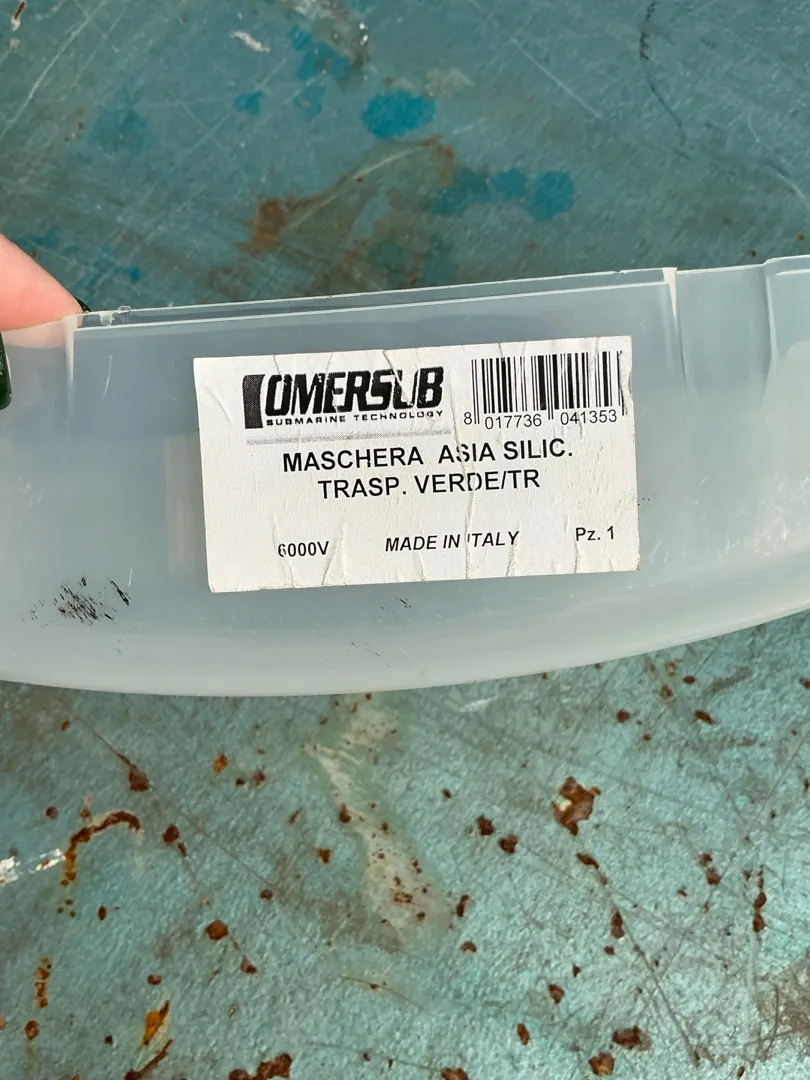 OMERSUB
SUBMARINE TECHNOLOGY
8 017736 041353
MASCHERA ASIA SILIC.
TRASP. VERDE/TR
6000V MADE IN ITALY Pz. 1